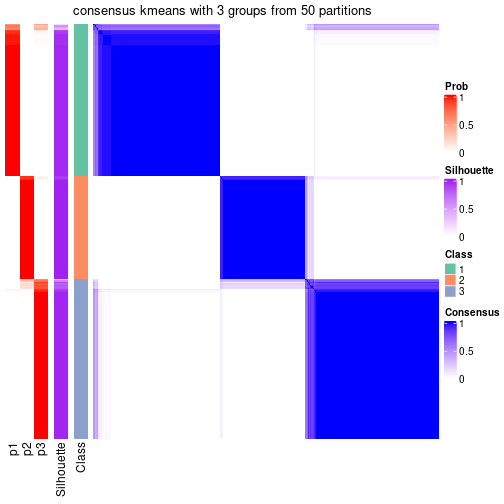 consensus kmeans with 3 groups from 50 partitions
Prob
1
0.5
0
Silhouette
1
0.5
0
Class
1
2
3
Consensus
1
0.5
0
p1
p2
p3
Silhouette
Class